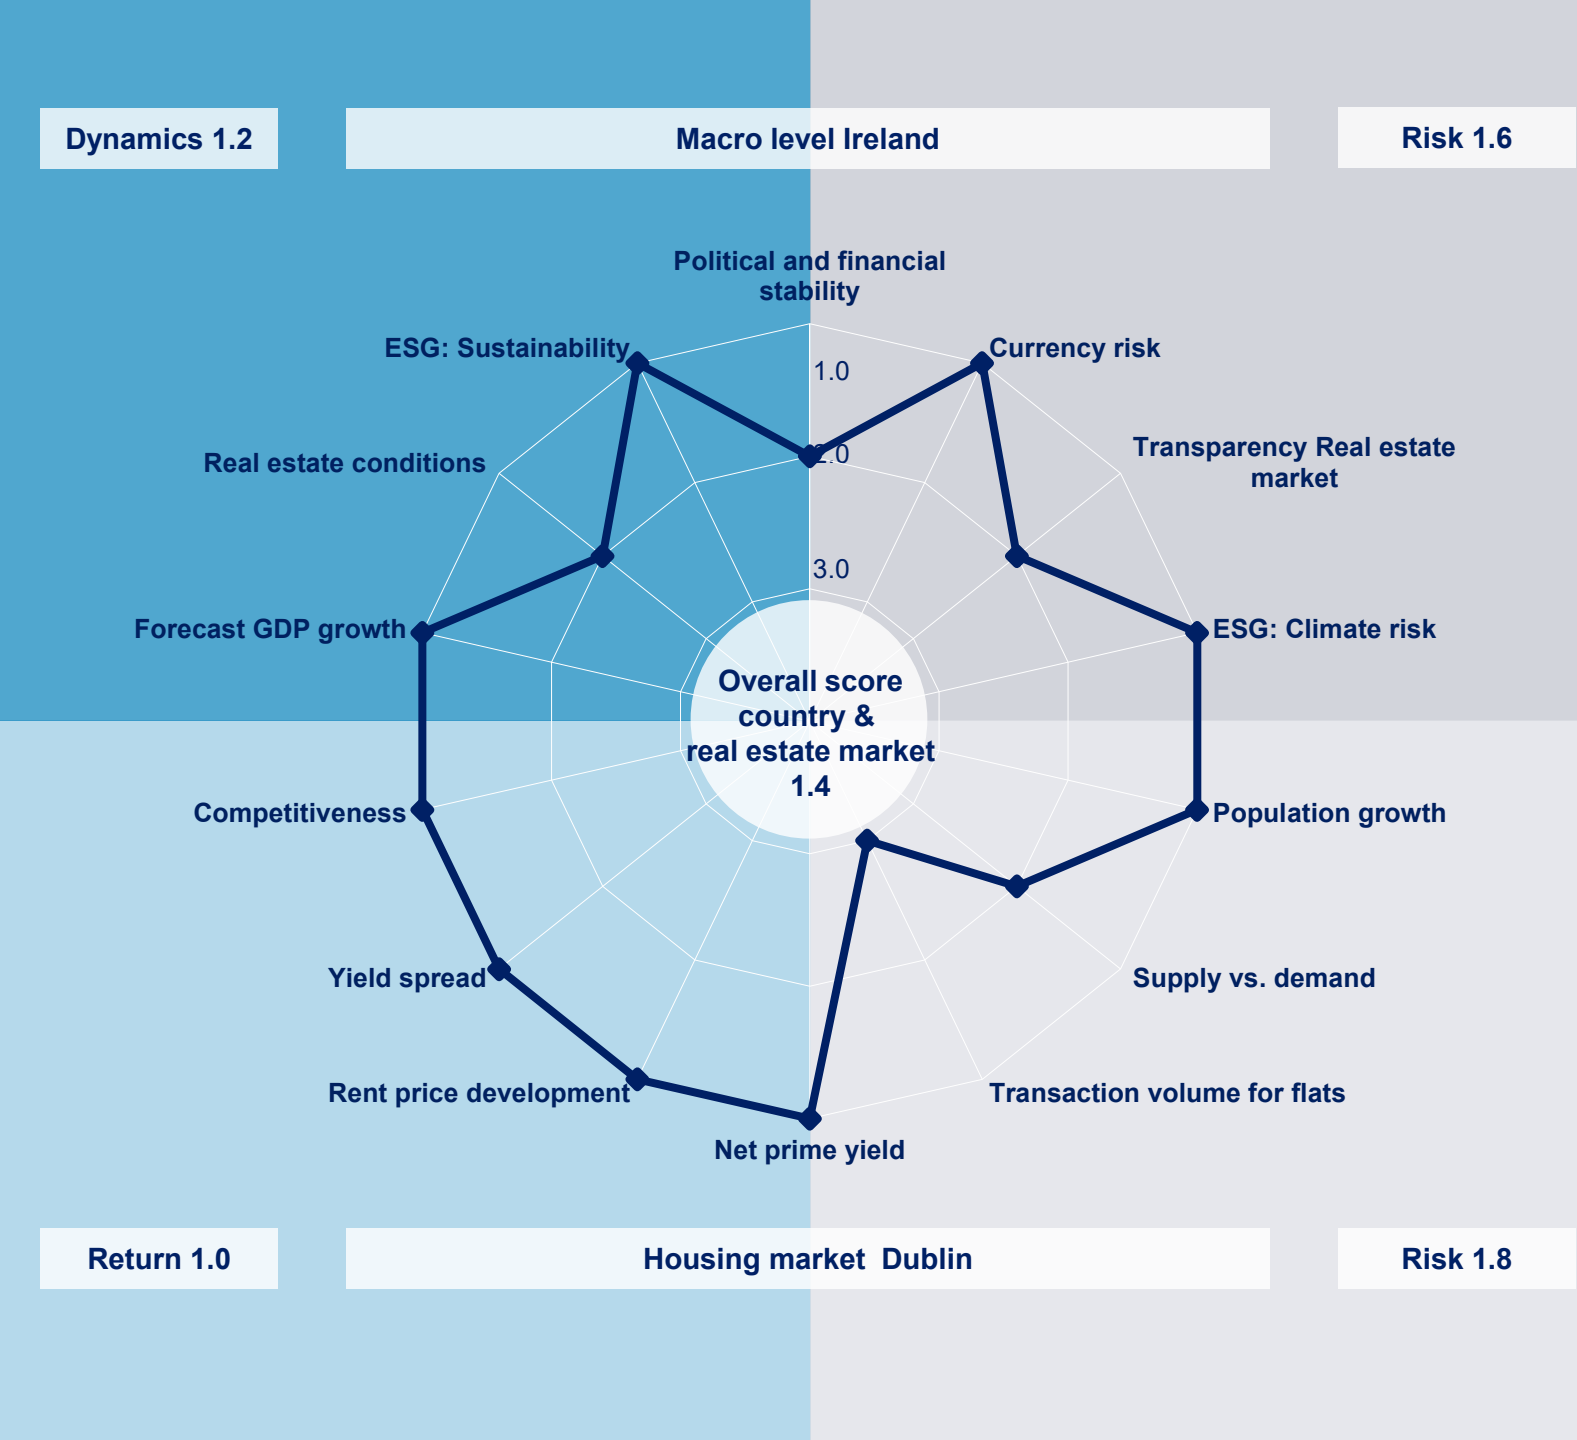 Dynamics 1.2
Macro level Ireland
Risk 1.6
Political and financial
stability
ESG: Sustainability
Currency risk
1.0
Transparency Real estate
market
Real estate conditions
2.0
3.0
Forecast GDP growth
ESG: Climate risk
Overall score
country &
real estate market
1.4
Competitiveness
Population growth
Yield spread
Supply vs. demand
Rent price development
Transaction volume for flats
Net prime yield
Return 1.0
Housing market  Dublin
Risk 1.8